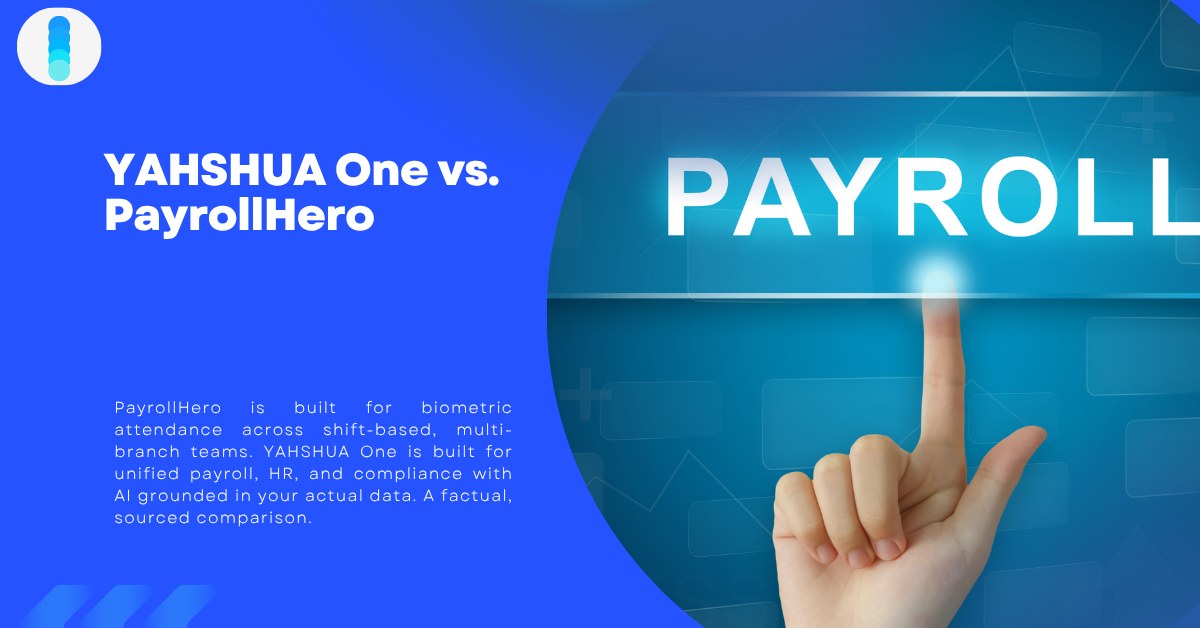 YAHSHUA One vs.
PayrollHero
PAYROLL
PayrollHero is built for biometric
attendance across shift-based, multi-
branch teams. YAHSHUA One is built for
unified payroll, HR, and compliance with
AI grounded in your actual data. A factual,
sourced comparison.